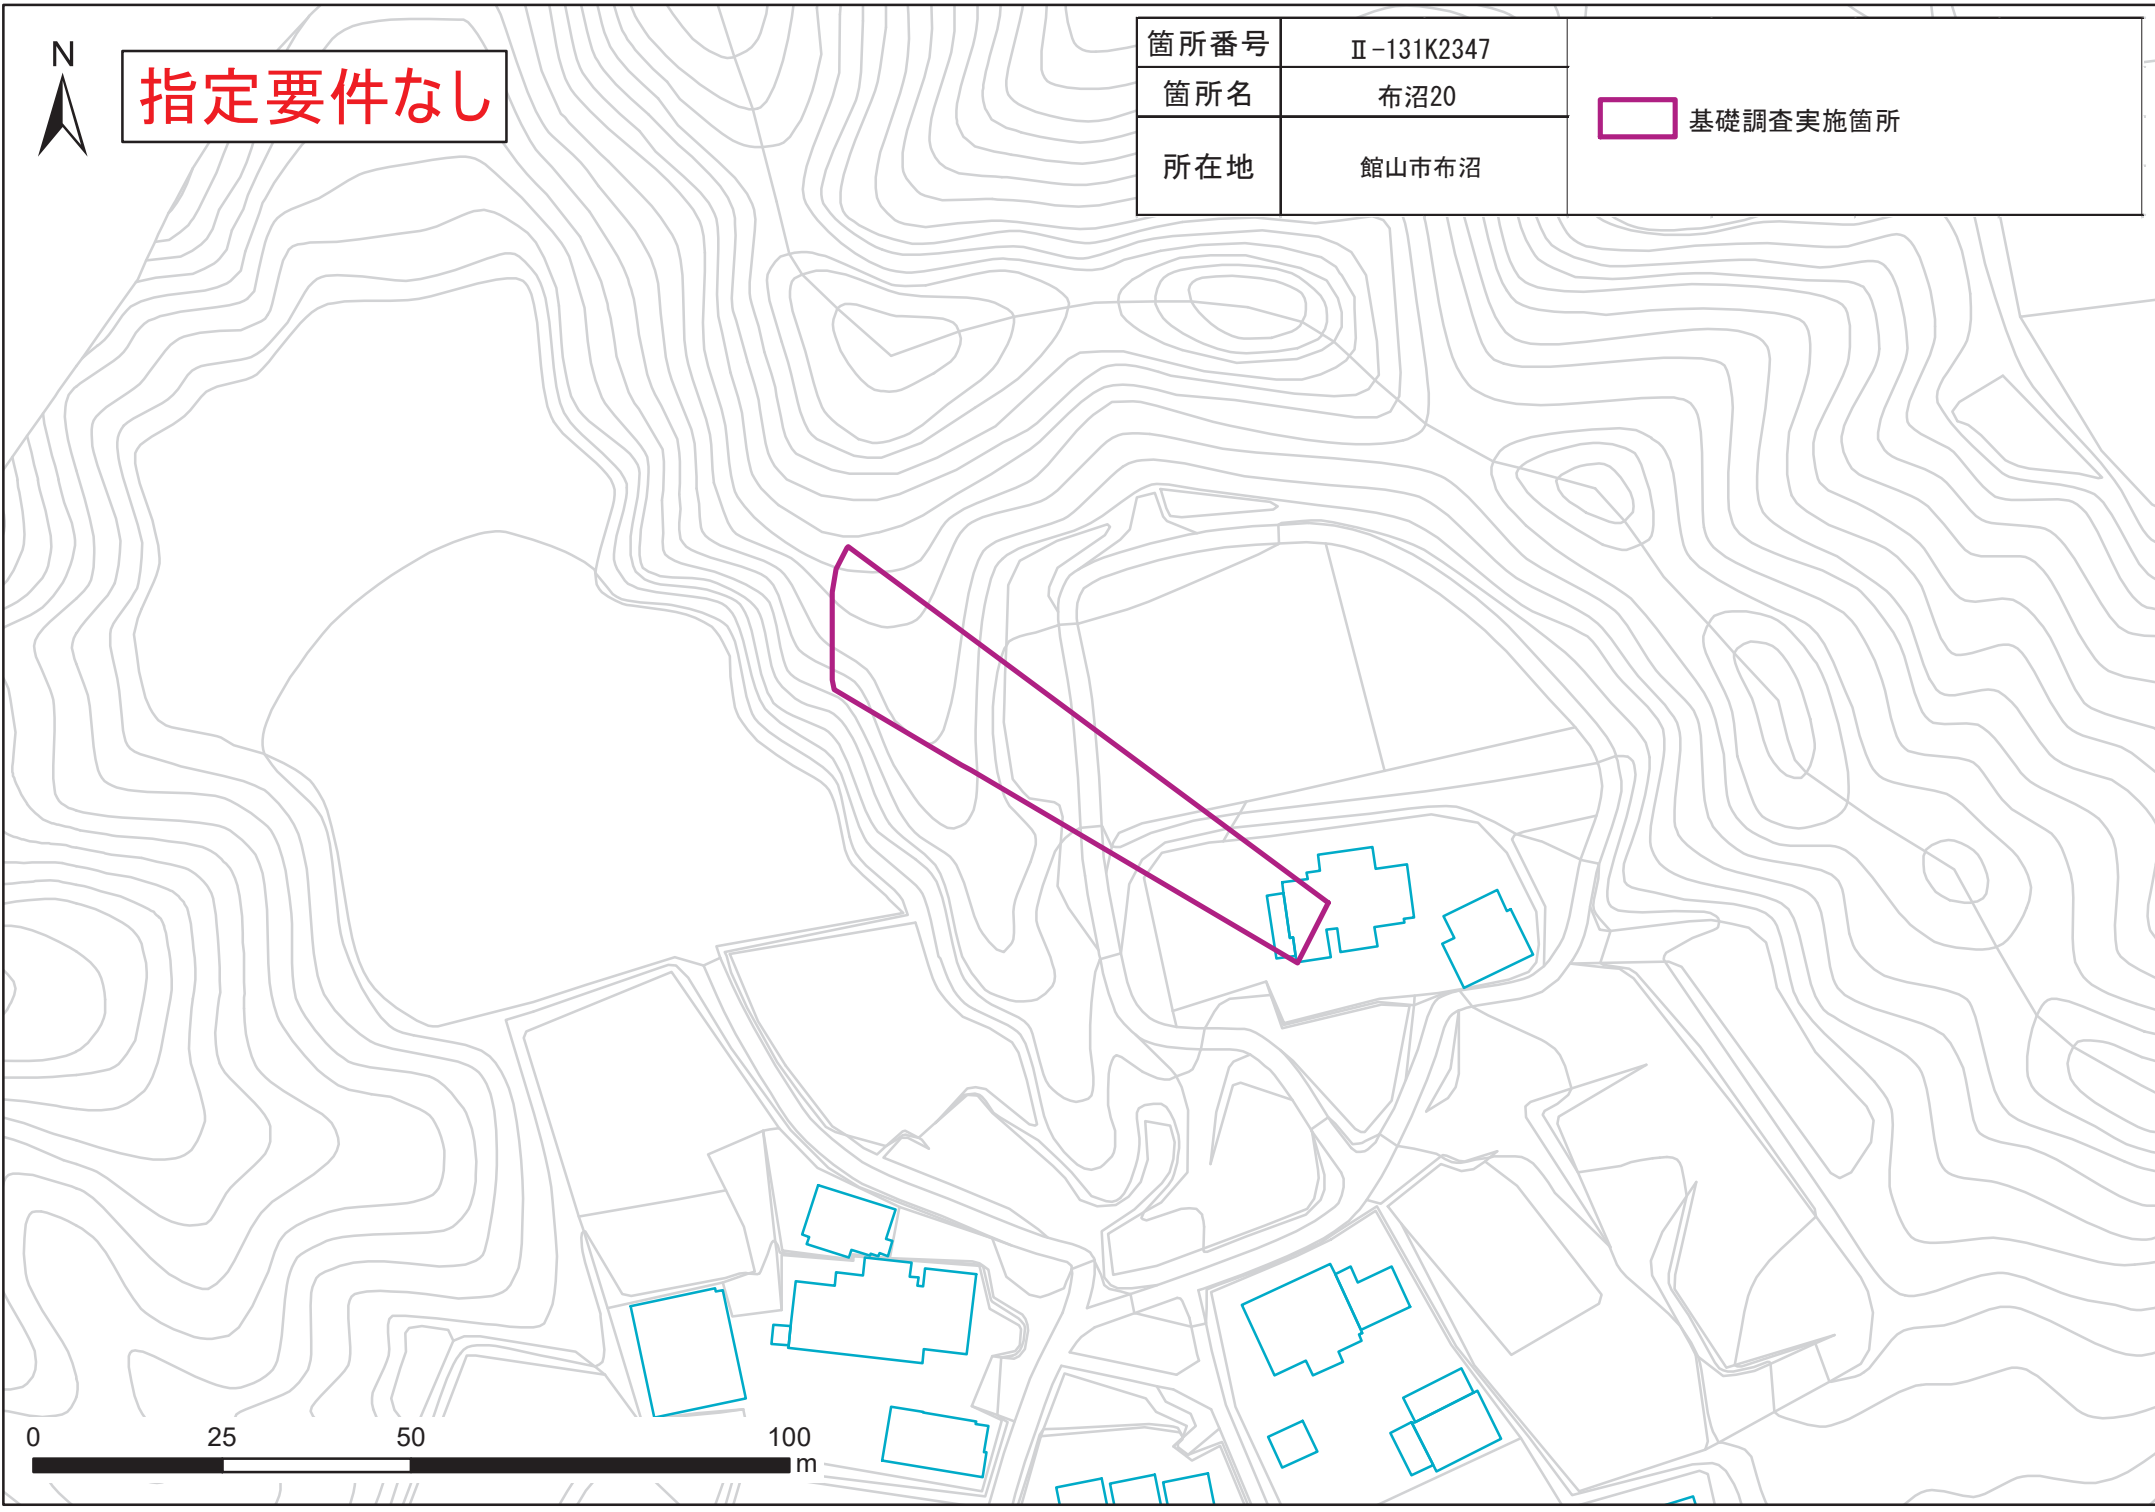 N
指定要件なし
箇所番号 Ⅱ-131K2347
箇所名 布沼20
所在地 館山市布沼
基礎調査実施箇所
0 25 50 100
m